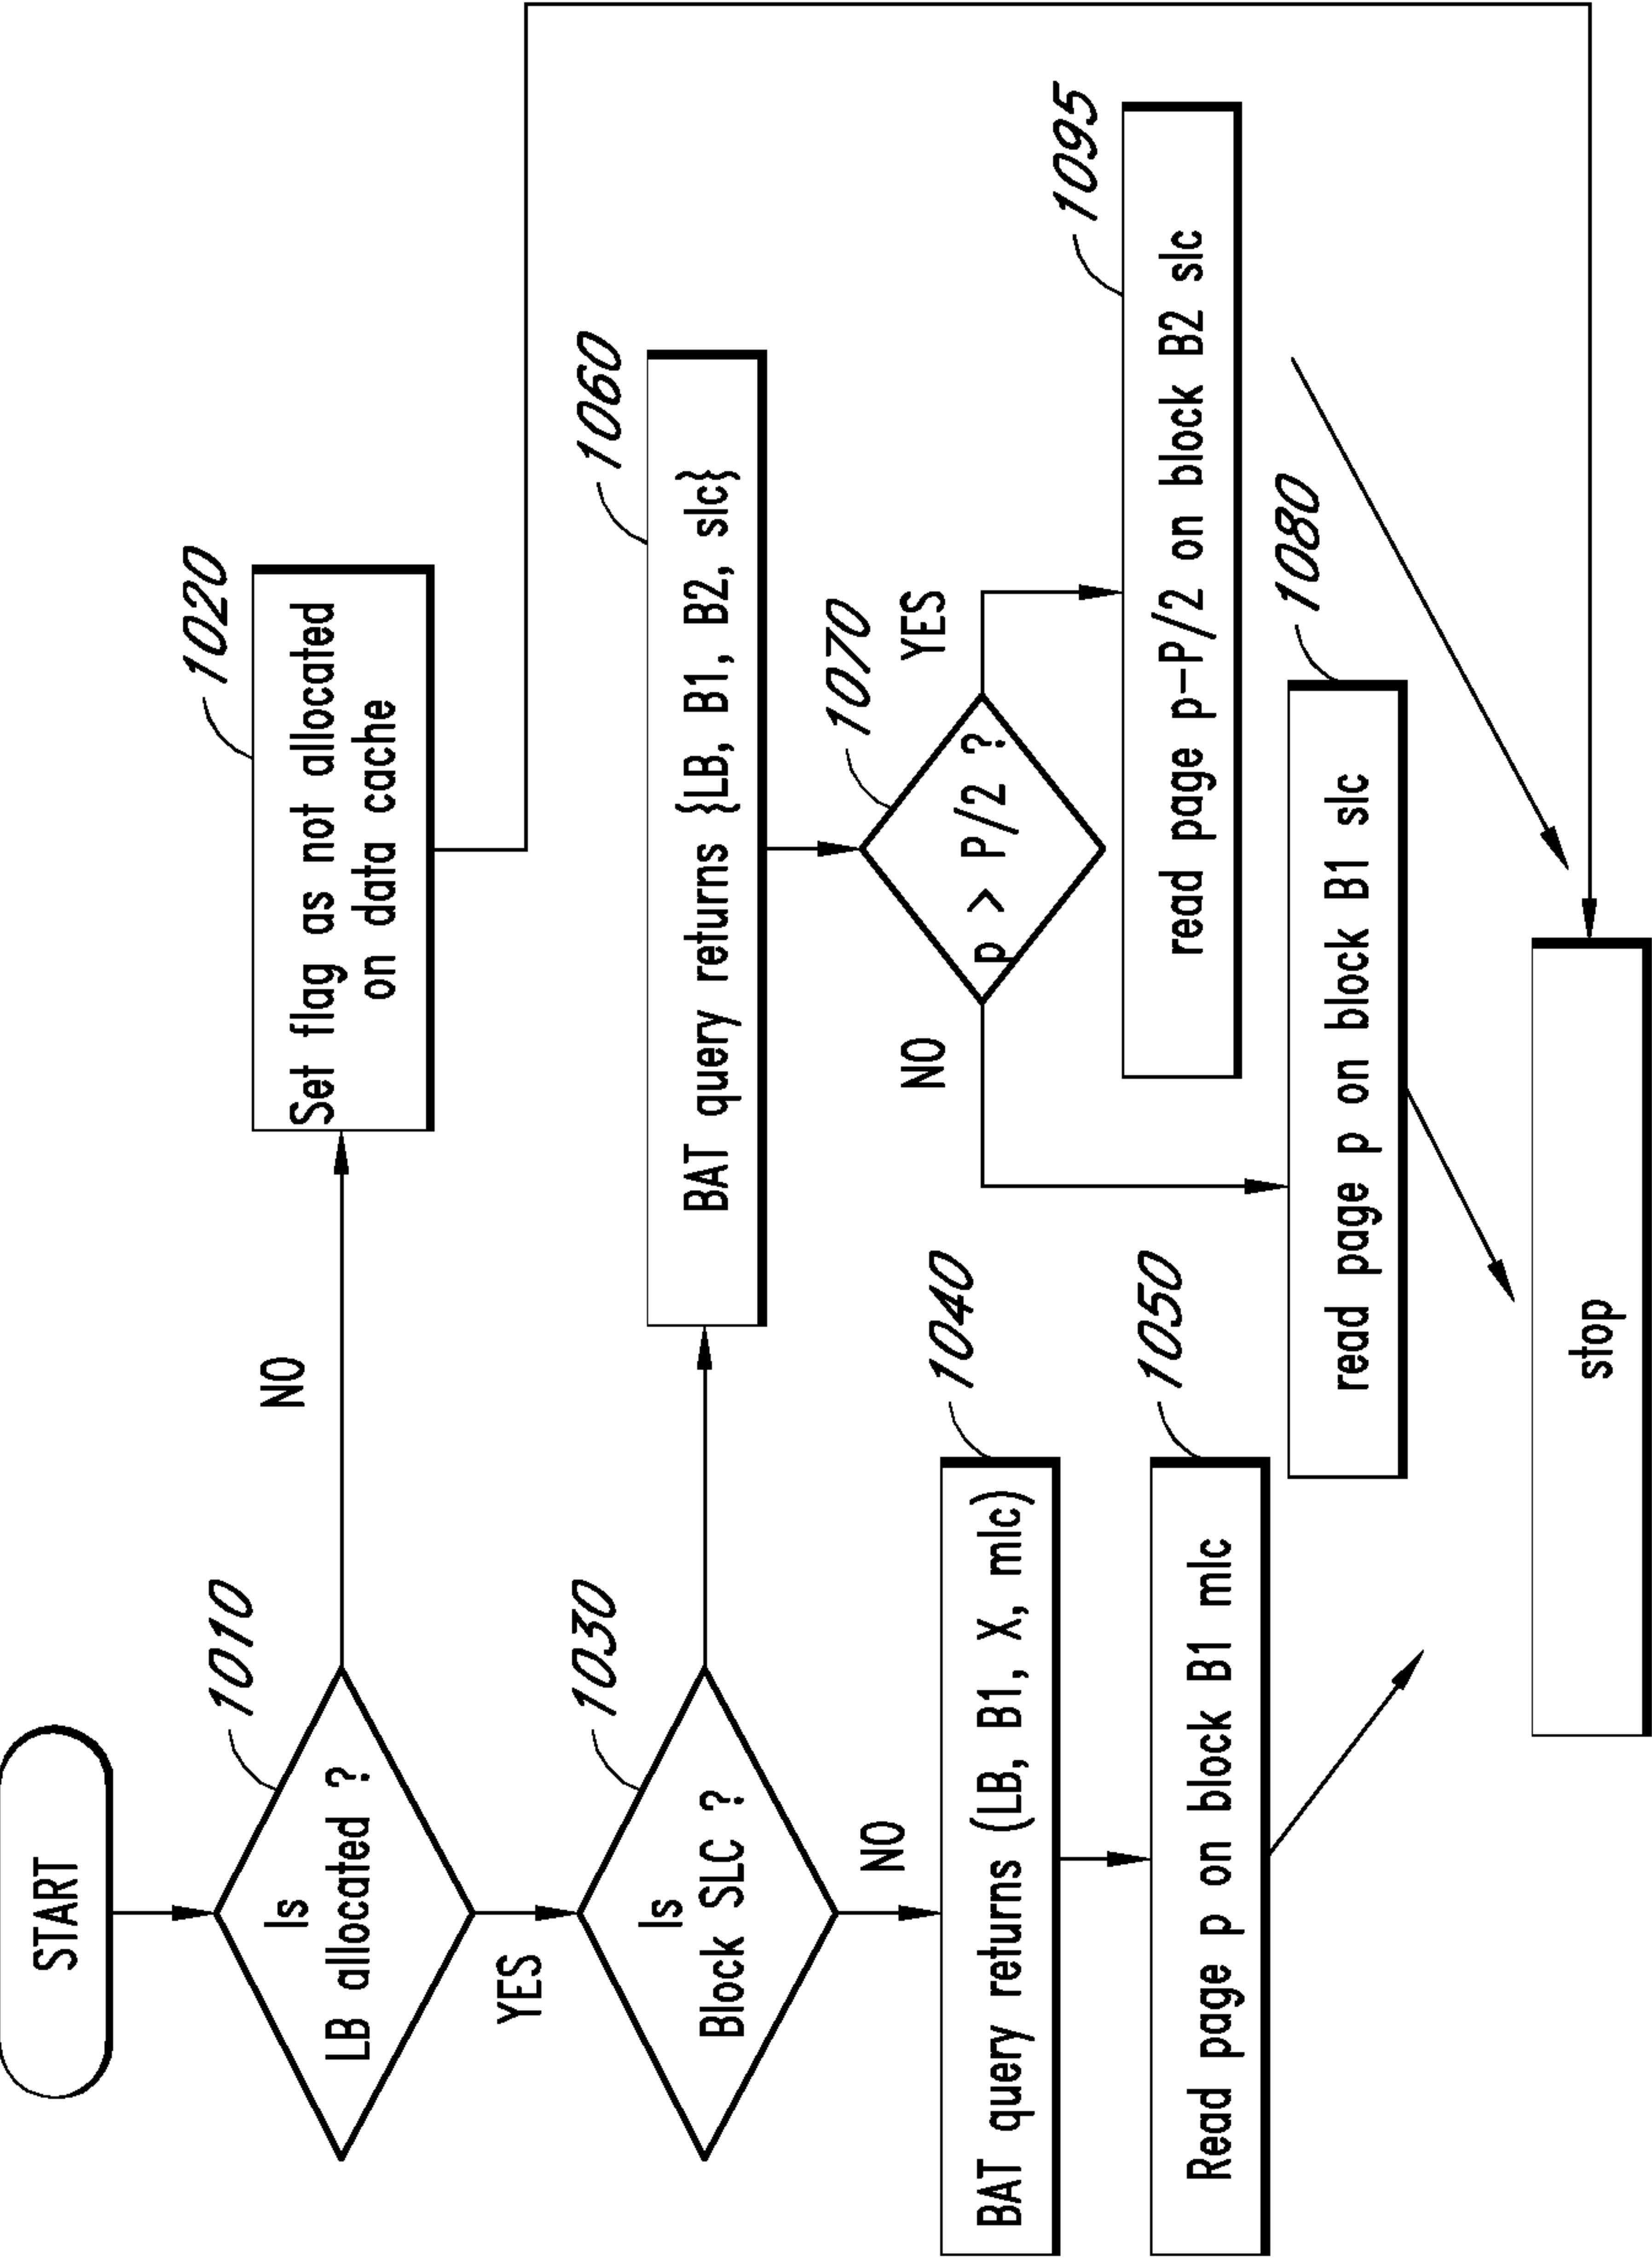 START
1010
Is
LB allocated ?
NO
1020
Set flag as not allocated
on data cache
YES
1030
Is
Block SLC ?
1060
BAT query returns {LB, B1, B2, slc}
NO
1040
BAT query returns (LB, B1, X, mlc)
1070
p > P/2 ?
NO
YES
1050
Read page p on block B1 mlc
1095
read page p-P/2 on block B2 slc
1080
read page p on block B1 slc
stop